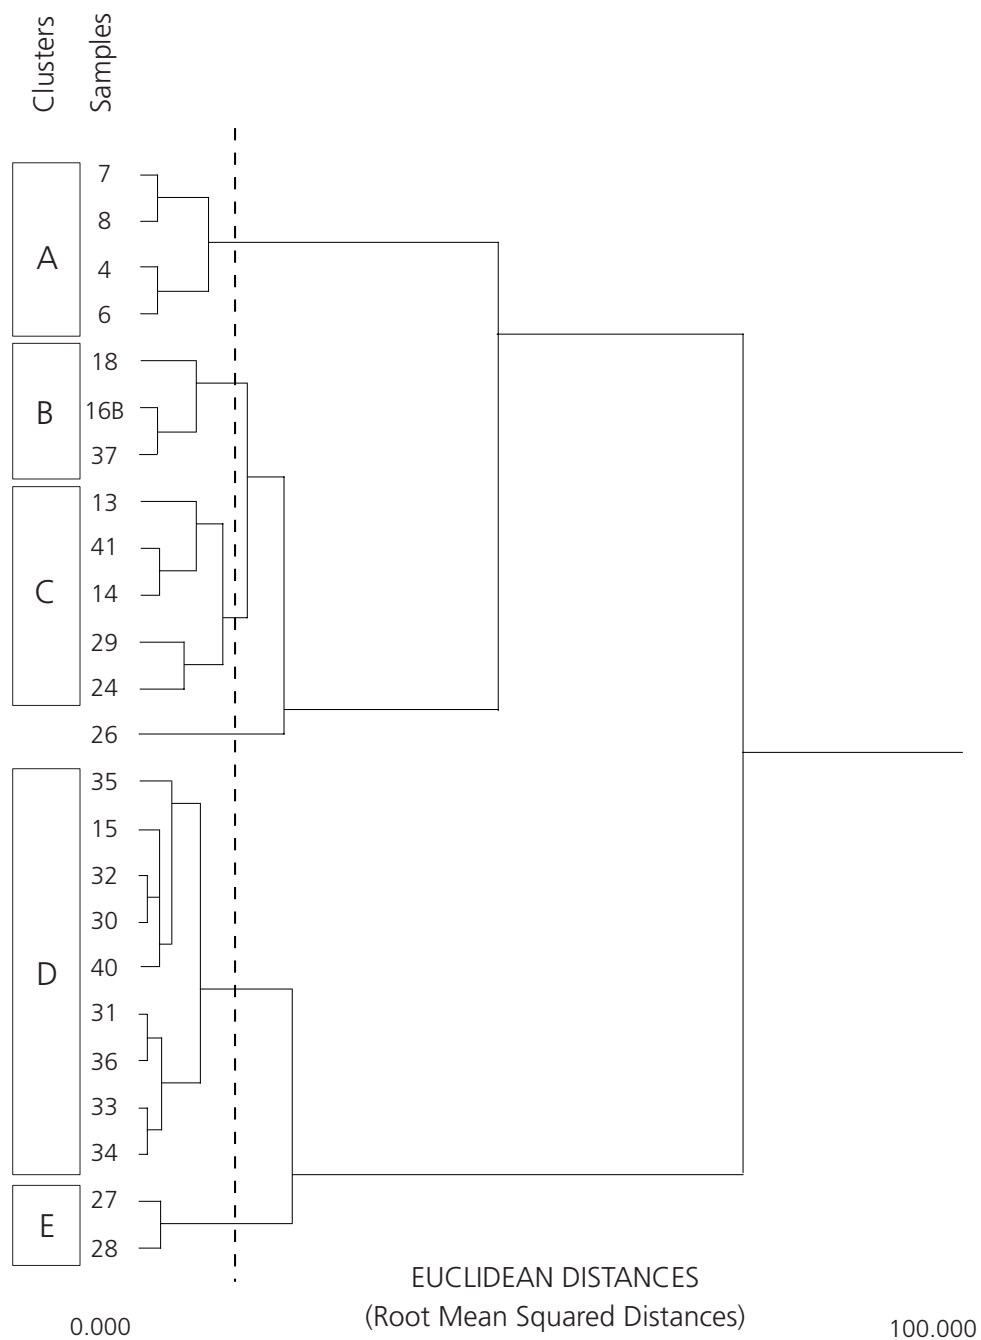 Clusters
Samples
7
8
A
4
6
18
B
16B
37
13
41
C
14
29
24
26
35
15
32
30
D
40
31
36
33
34
27
E
28
EUCLIDEAN DISTANCES
(Root Mean Squared Distances)
0.000
100.000